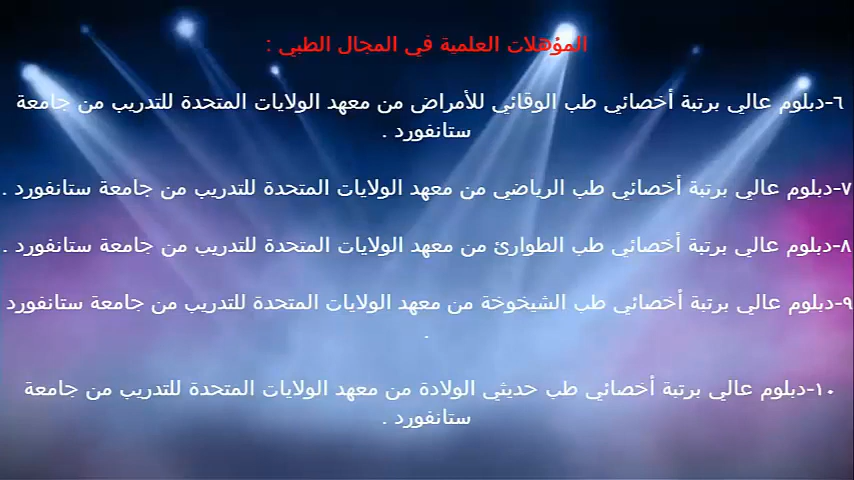 المؤهلات العلمية في المجال الطبي :
٦-دبلوم عالي برتبة أخصائي طب الوقائي للأمراض من معهد الولايات المتحدة للتدريب من جامعة
ستانفورد .
٧-دبلوم عالي برتبة أخصائي طب الرياضي من معهد الولايات المتحدة للتدريب من جامعة ستانفورد .
٨-دبلوم عالي برتبة أخصائي طب الطوارئ من معهد الولايات المتحدة للتدريب من جامعة ستانفورد .
٩-دبلوم عالي برتبة أخصائي طب الشيخوخة من معهد الولايات المتحدة للتدريب من جامعة ستانفورد
.
١٠-دبلوم عالي برتبة أخصائي طب حديثي الولادة من معهد الولايات المتحدة للتدريب من جامعة
ستانفورد .